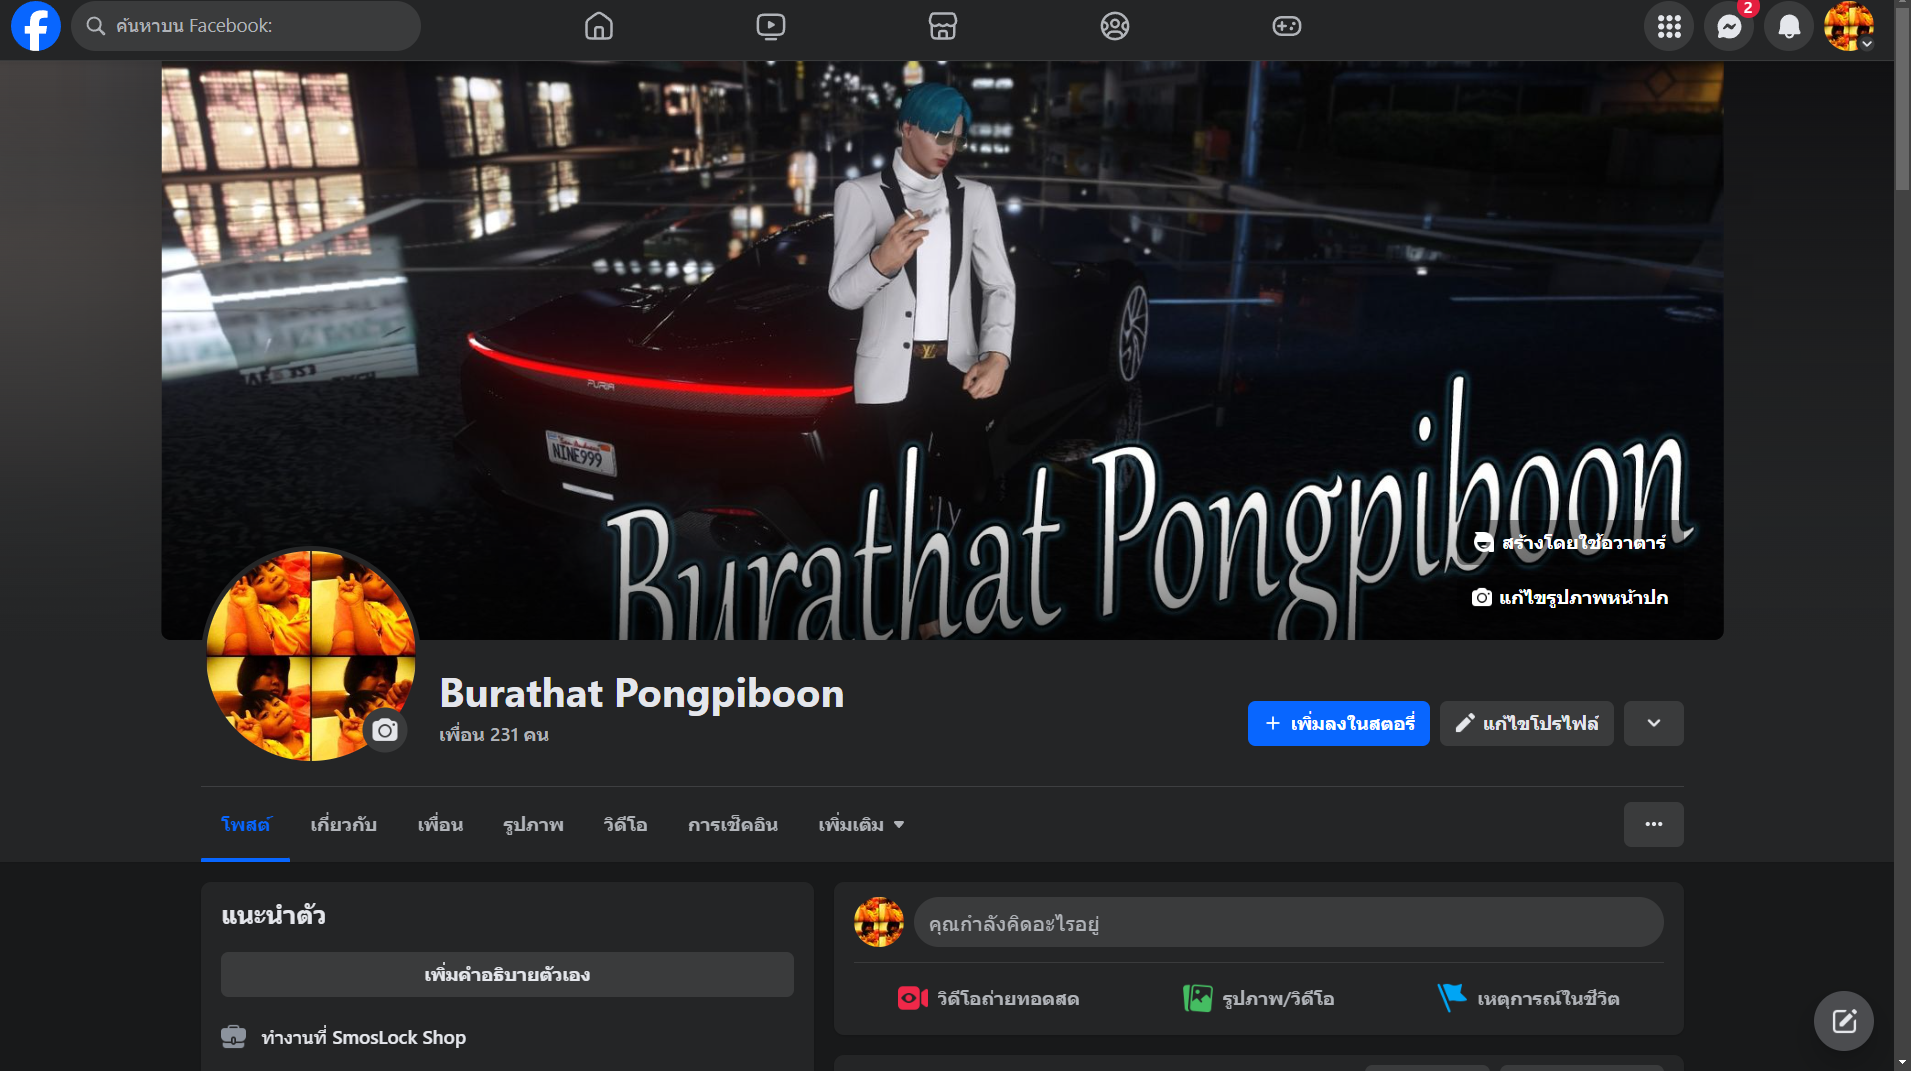 ค้นหาบน Facebook:
2
FURIA
San Andreas
NINE999
Burathat Pongpiboon
สร้างโดยใช้อวาตาร์
แก้ไขรูปภาพหน้าปก
Burathat Pongpiboon
เพื่อน 231 คน
เพิ่มลงในสตอรี่
แก้ไขโปรไฟล์
โพสต์ เกี่ยวกับ เพื่อน รูปภาพ วิดีโอ การเช็คอิน เพิ่มเติม
แนะนำตัว
เพิ่มคำอธิบายตัวเอง
ทำงานที่ SmosLock Shop
คุณกำลังคิดอะไรอยู่
วิดีโอถ่ายทอดสด
รูปภาพ/วิดีโอ
เหตุการณ์ในชีวิต